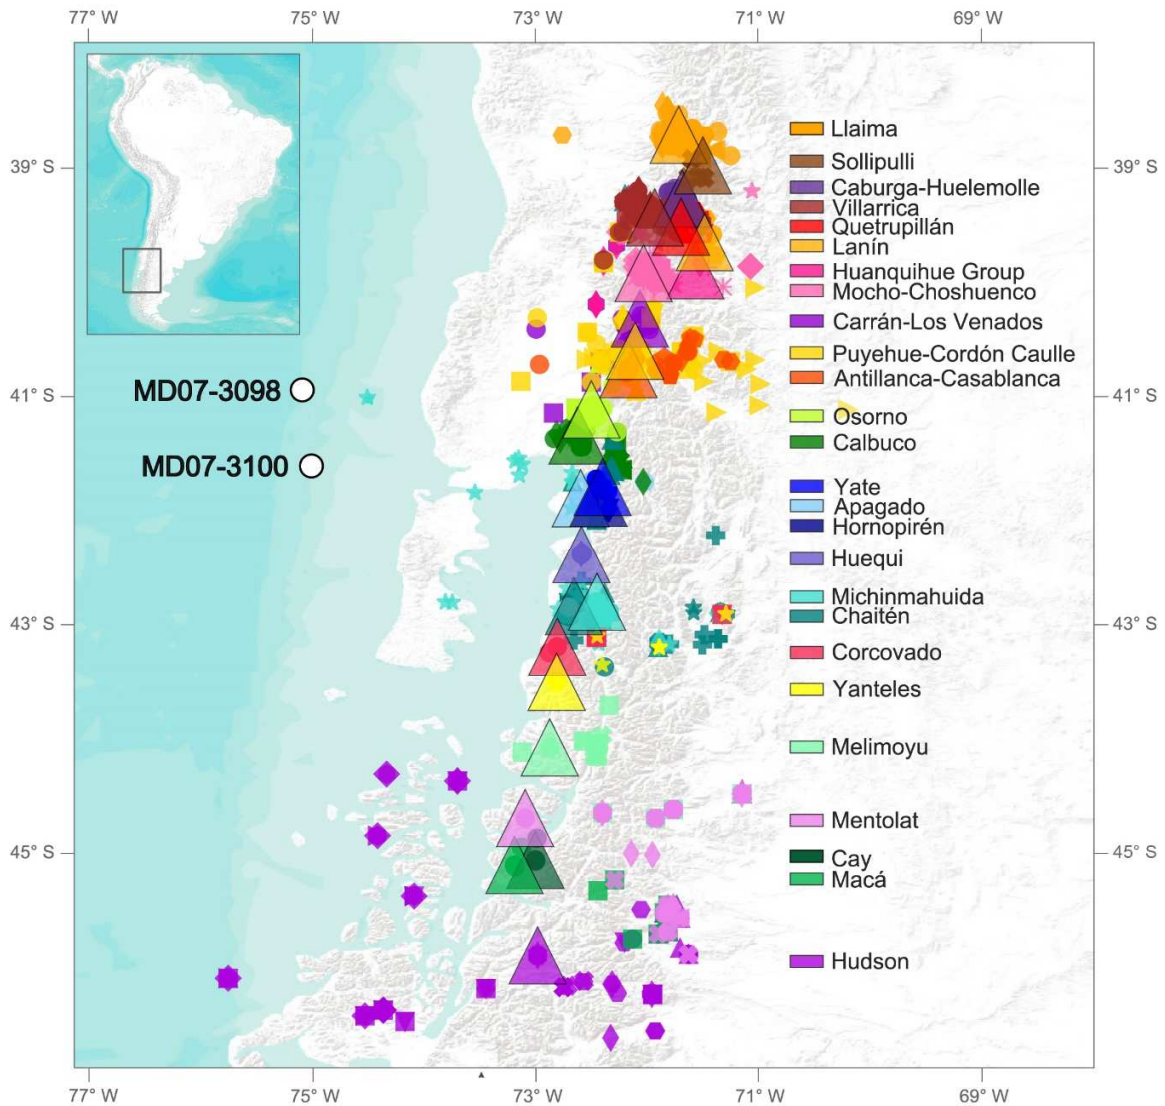 77° W 75° W 73° W 71° W 69° W
Llaima
39° S 39° S
Sollipulli
Caburga-Huelemolle
Villarrica
Quetrupillán
Lanín
Huanquihue Group
Mocho-Choshuenco
Carrán-Los Venados
Puyehue-Cordón Caulle
Antillanca-Casablanca
MD07-3098
41° S 41° S
Osorno
Calbuco
MD07-3100
Yate
Apagado
Hornopirén
Huequi
Michinmahuida
Chaitén
43° S 43° S
Corcovado
Yanteles
Melimoyu
Mentolat
45° S 45° S
Cay
Macá
Hudson
77° W 75° W 73° W 71° W 69° W